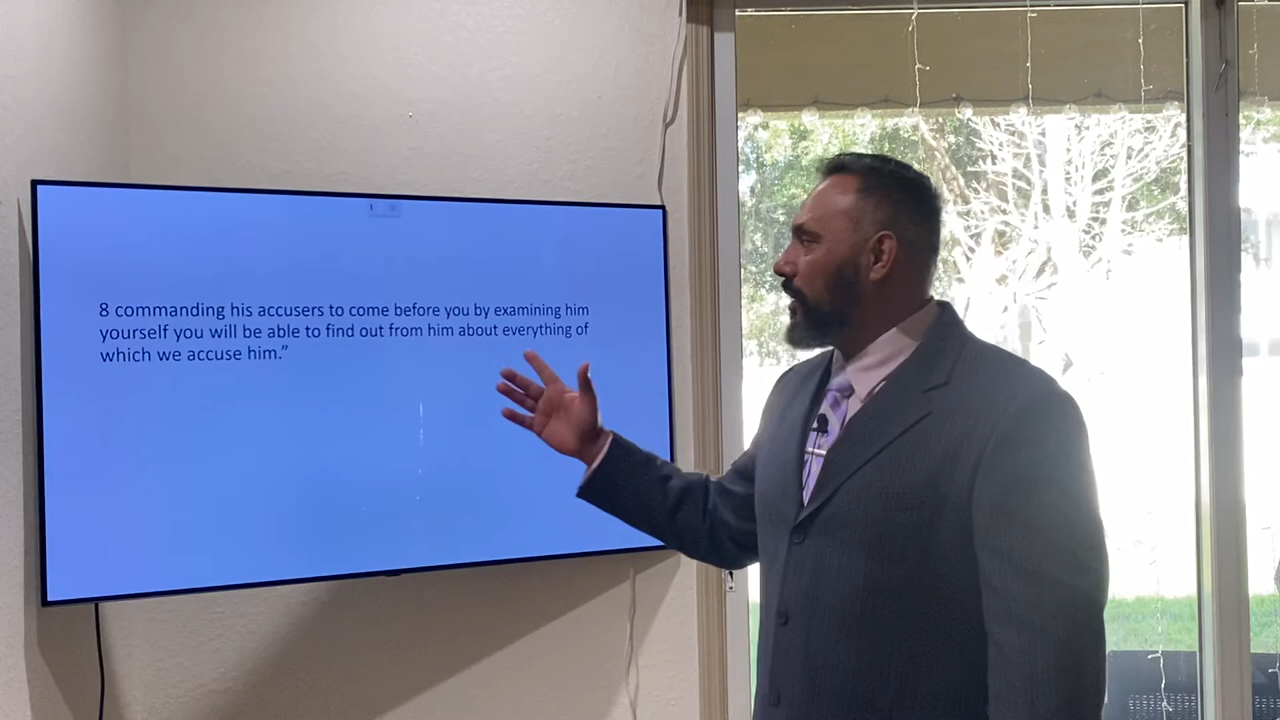 8 commanding his accusers to come before you by examining him
yourself you will be able to find out from him about everything of
which we accuse him.”